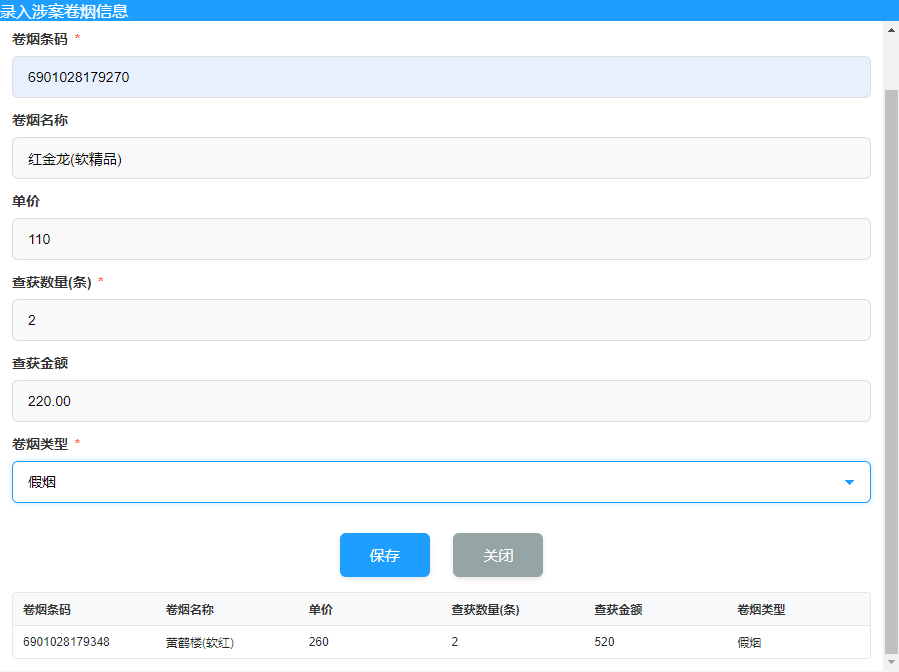 录入涉案卷烟信息
卷烟条码 *
6901028179270
卷烟名称
红金龙(软精品)
单价
110
查获数量(条) *
2
查获金额
220.00
卷烟类型 *
假烟
保存 关闭
卷烟条码 卷烟名称 单价 查获数量(条) 查获金额 卷烟类型
6901028179348 黄鹤楼(软红) 260 2 520 假烟